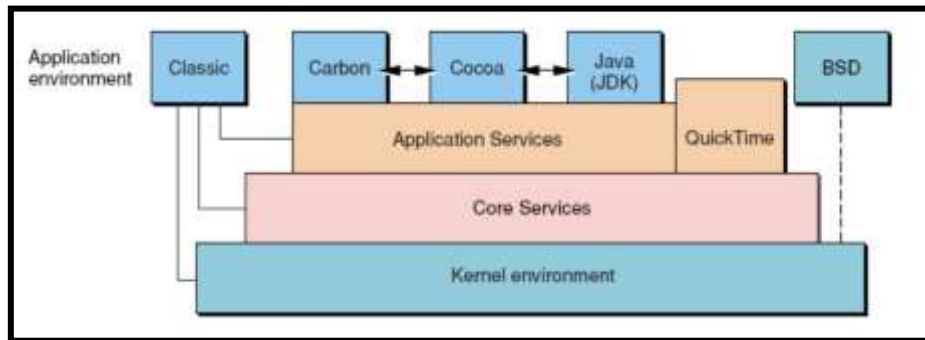 Application
environment
Classic
Carbon
Cocoa
Java
(JDK)
BSD
Application Services
QuickTime
Core Services
Kernel environment